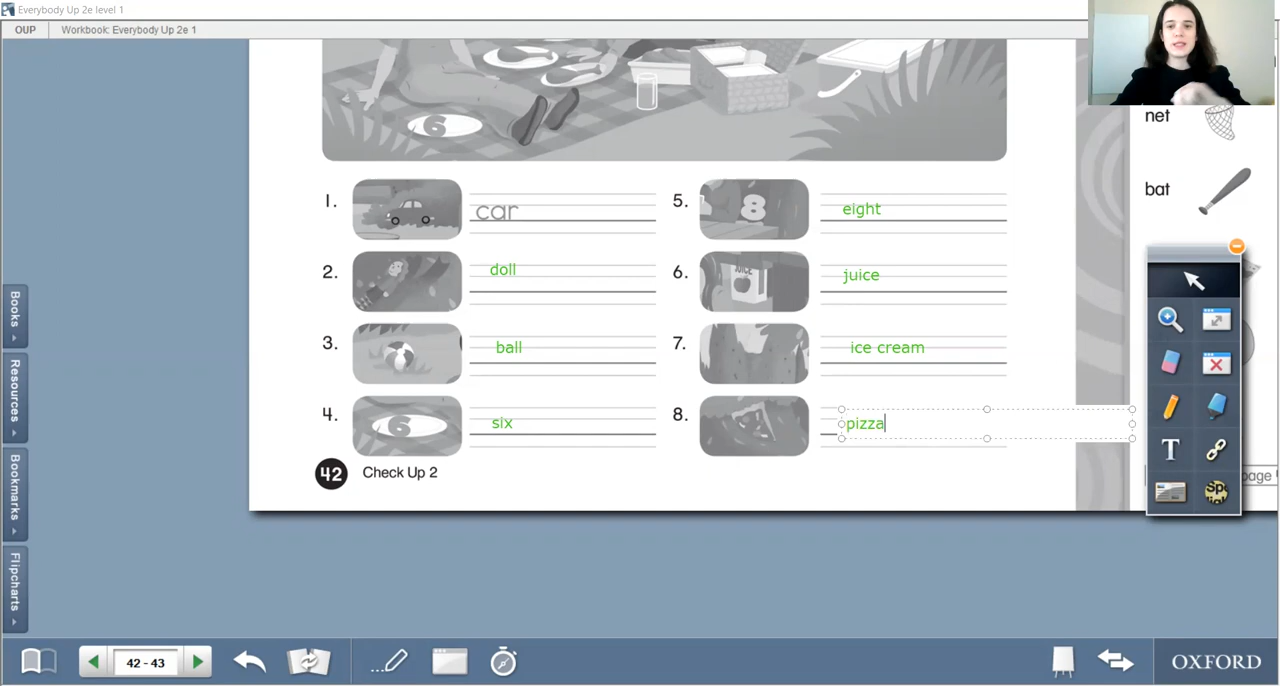 Everybody Up 2e level 1
OUP
Workbook: Everybody Up 2e 1
6
net
bat
1.
car
2.
doll
3.
ball
4.
6
six
5.
8
eight
6.
JUICE
juice
7.
ice cream
8.
pizza
42
Check Up 2
page
Books
Resources
Bookmarks
Flipcharts
T
42 - 43
OXFORD